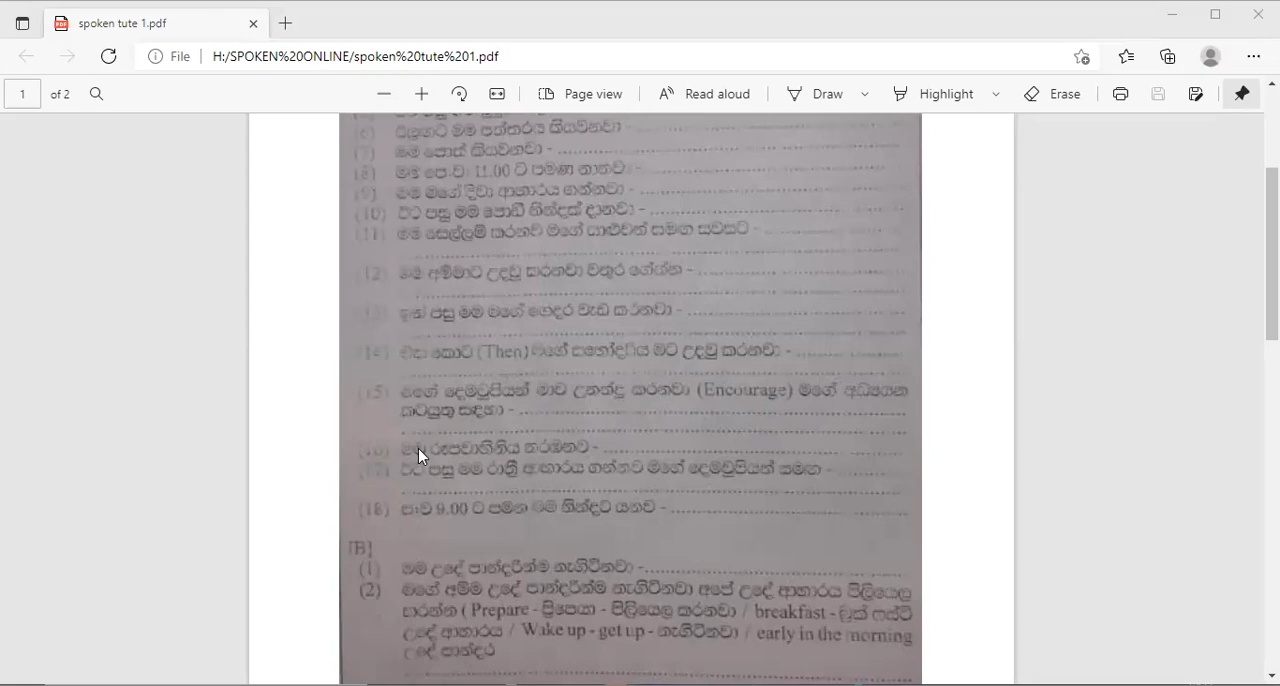 spoken tute 1.pdf
File H:/SPOKEN%20ONLINE/spoken%20tute%201.pdf
1 of 2 Page view Read aloud Draw Highlight Erase
(6) ඊළඟට මම පත්තරය කියවනවා -
(7) මම පොත් කියවනවා -
(8) මම පෙ.ව. 11.00 ට පමණ නානවා -
(9) මම මගේ දිවා ආහාරය ගන්නවා -
(10) ඊට පසු මම පොඩි නින්දක් දානවා -
(11) මම සෙල්ලම් කරනව මගේ යාළුවන් සමඟ සවසට -
(12) මම අම්මාට උදවු කරනවා වතුර ගේන්න -
(13) ඉන් පසු මම මගේ ගෙදර වැඩ කරනවා -
(14) එක කොට (Then) මගේ සහෝදරිය මට උදවු කරනවා -
(15) මගේ දෙමවුපියන් මාව උනන්දු කරනවා (Encourage) මගේ අධ්‍යයන
කටයුතු සඳහා -
(16) මම රූපවාහිනිය නරඹනව -
(17) ඊට පසු මම රාත්‍රී ආහාරය ගන්නව මගේ දෙමවුපියන් සමඟ -
(18) ප.ව 9.00 ට පමන මම නින්දට යනව -
[B]
(1) මම උදේ පාන්දරින්ම නැගිටිනවා -
(2) මගේ අම්ම උදේ පාන්දරින්ම නැගිටිනවා අපේ උදේ ආහාරය පිලියෙල
කරන්න ( Prepare - ප්‍රිපෙයා - පිලියෙල කරනවා / breakfast - බ්‍රෙක් ෆස්ට්
උදේ ආහාරය / Wake up - get up - නැගිටිනවා / early in the morning
උදේ පාන්දර